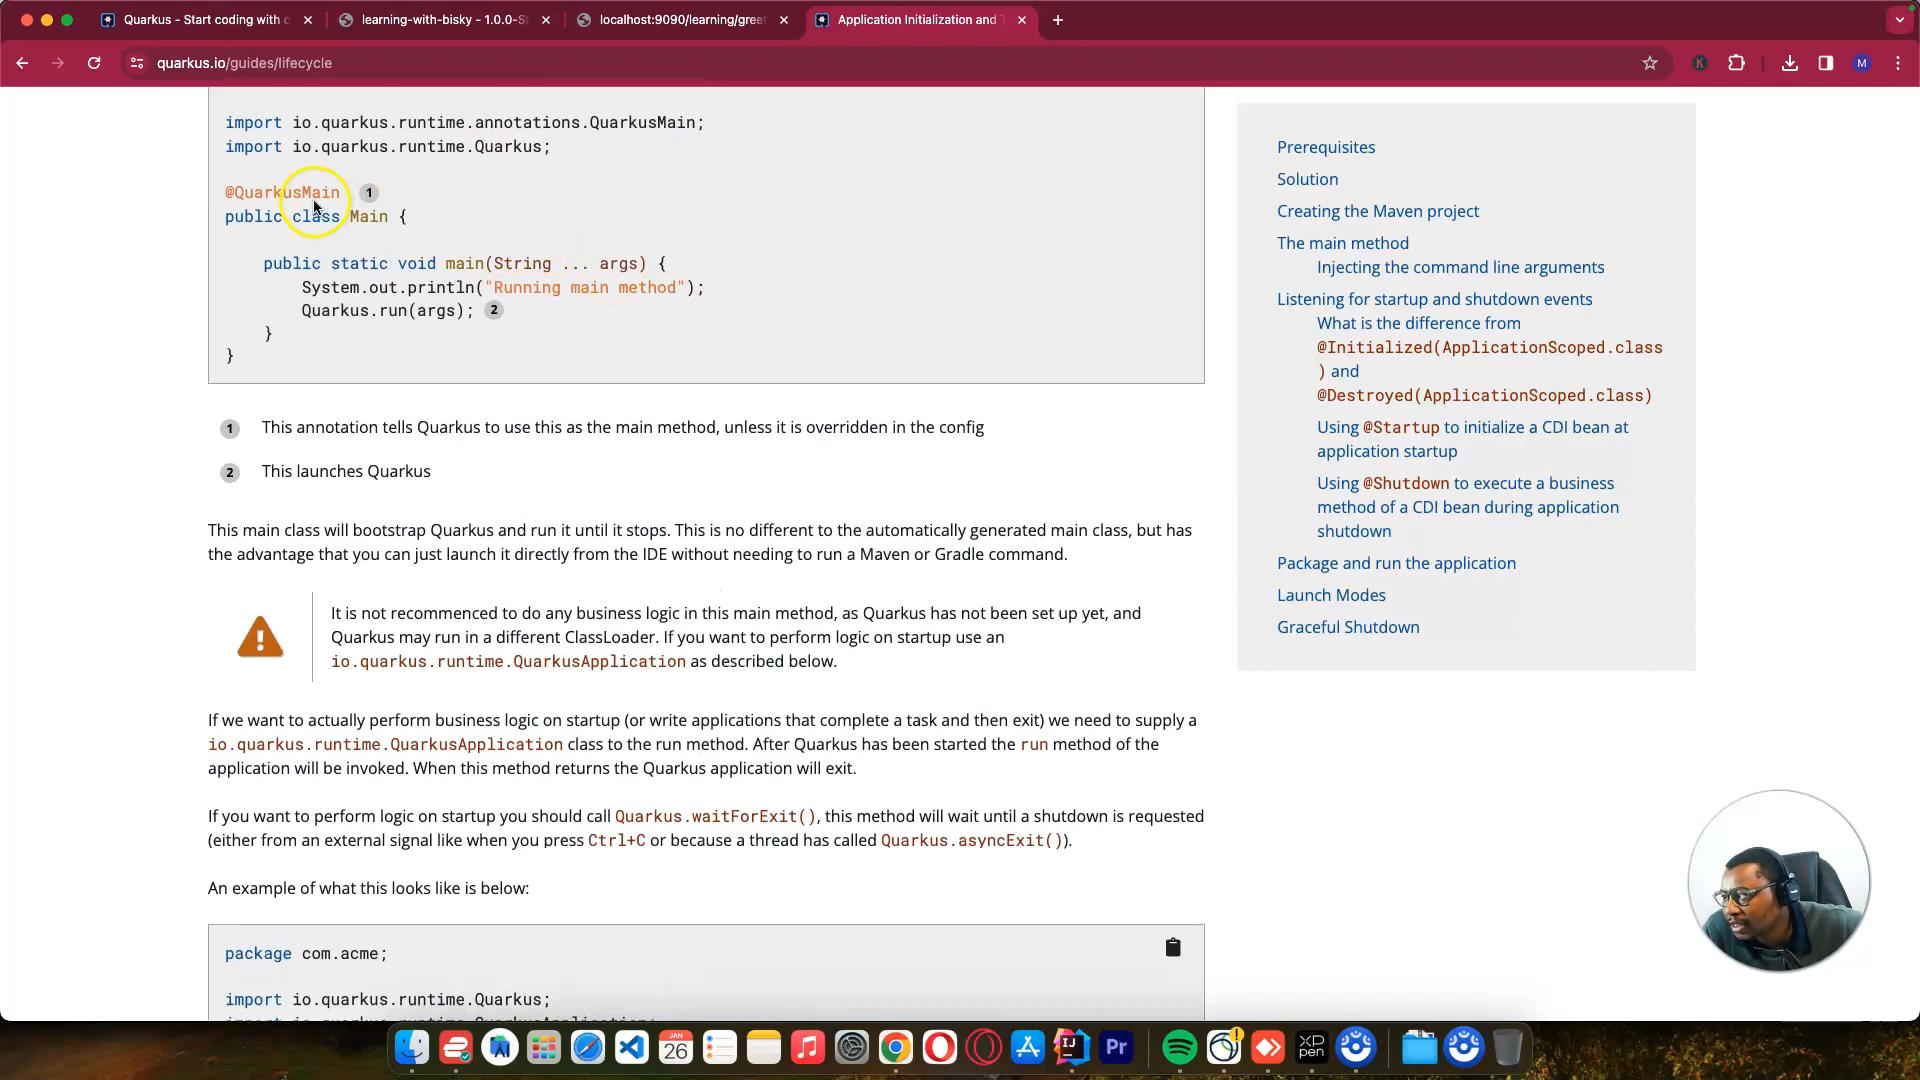 Quarkus - Start coding with c
learning-with-bisky - 1.0.0-S
localhost:9090/learning/greet
Application Initialization and T
quarkus.io/guides/lifecycle
K
M
import io.quarkus.runtime.annotations.QuarkusMain;
import io.quarkus.runtime.Quarkus;
@QuarkusMain 1
public class Main {
public static void main(String ... args) {
System.out.println("Running main method");
Quarkus.run(args); 2
}
}
1 This annotation tells Quarkus to use this as the main method, unless it is overridden in the config
2 This launches Quarkus
This main class will bootstrap Quarkus and run it until it stops. This is no different to the automatically generated main class, but has
the advantage that you can just launch it directly from the IDE without needing to run a Maven or Gradle command.
It is not recommenced to do any business logic in this main method, as Quarkus has not been set up yet, and
Quarkus may run in a different ClassLoader. If you want to perform logic on startup use an
io.quarkus.runtime.QuarkusApplication as described below.
If we want to actually perform business logic on startup (or write applications that complete a task and then exit) we need to supply a
io.quarkus.runtime.QuarkusApplication class to the run method. After Quarkus has been started the run method of the
application will be invoked. When this method returns the Quarkus application will exit.
If you want to perform logic on startup you should call Quarkus.waitForExit(), this method will wait until a shutdown is requested
(either from an external signal like when you press Ctrl+C or because a thread has called Quarkus.asyncExit()).
An example of what this looks like is below:
package com.acme;
import io.quarkus.runtime.Quarkus;
import io.quarkus.runtime.QuarkusApplication;
Prerequisites
Solution
Creating the Maven project
The main method
Injecting the command line arguments
Listening for startup and shutdown events
What is the difference from
@Initialized(ApplicationScoped.class
) and
@Destroyed(ApplicationScoped.class)
Using @Startup to initialize a CDI bean at
application startup
Using @Shutdown to execute a business
method of a CDI bean during application
shutdown
Package and run the application
Launch Modes
Graceful Shutdown
JAN
26
IJ
Pr
XP
PEN